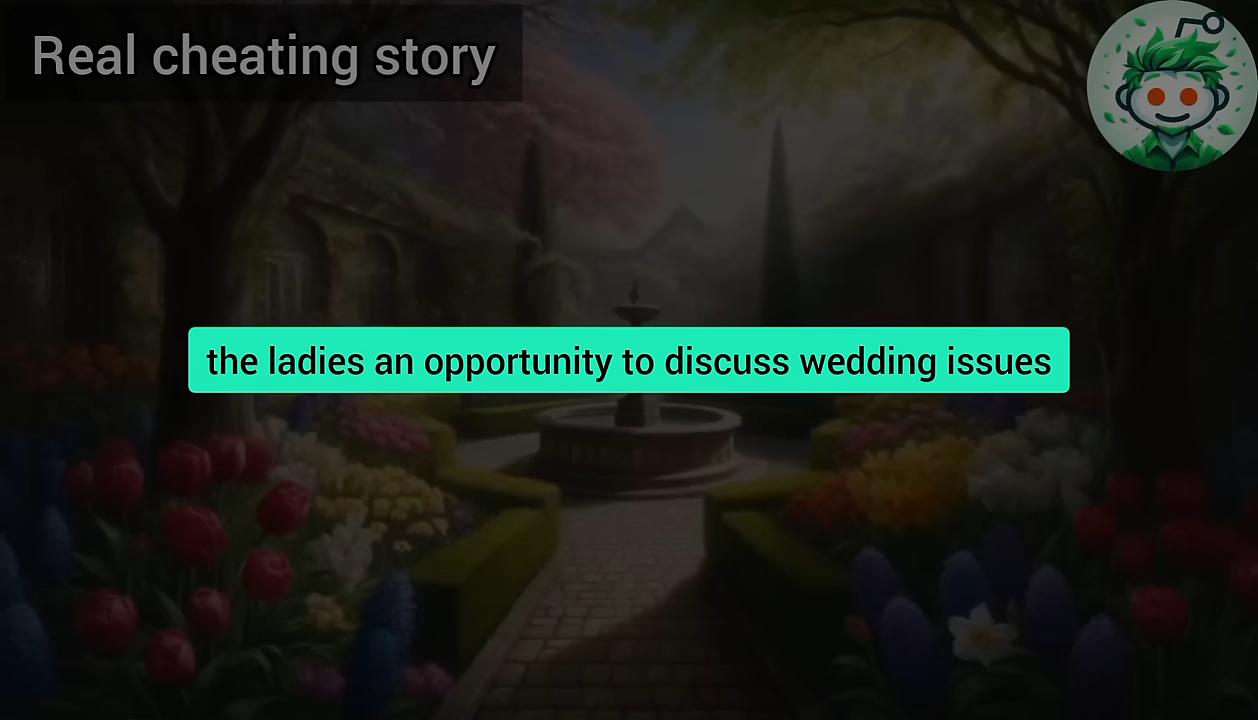 Real cheating story
the ladies an opportunity to discuss wedding issues